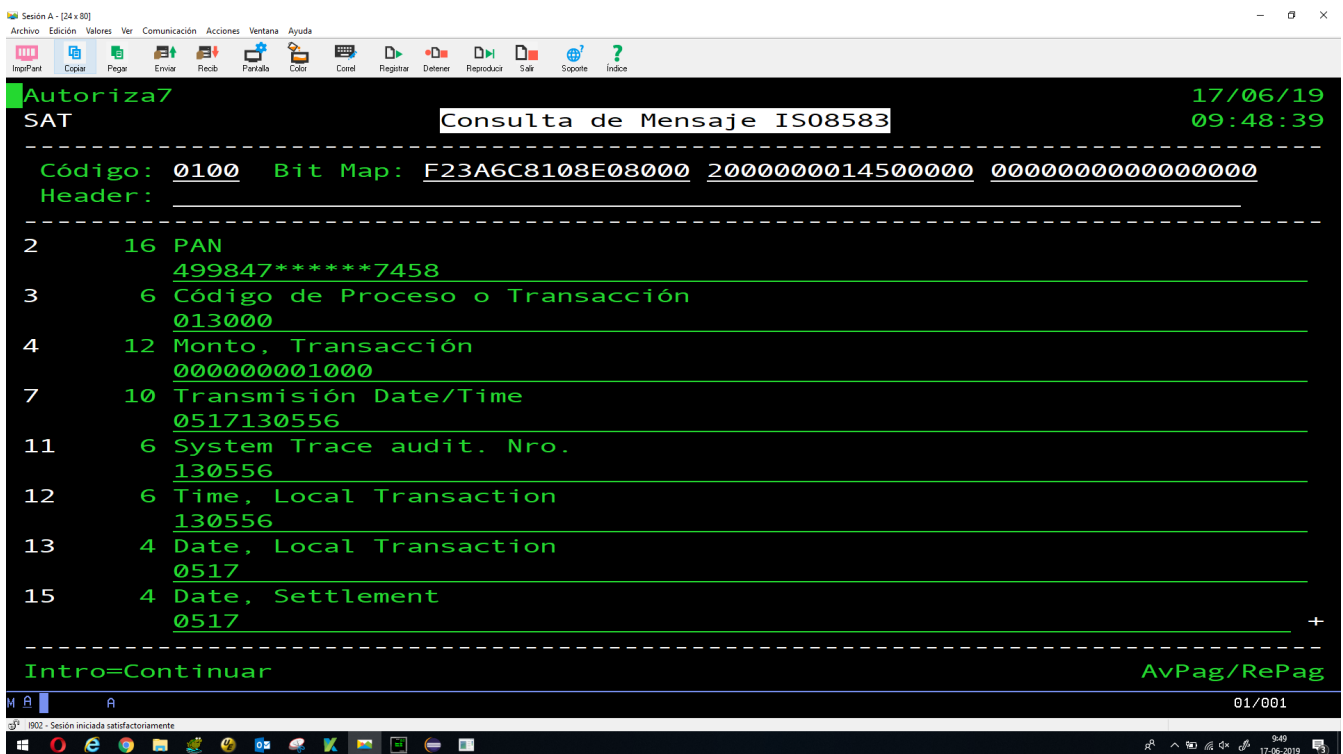 Sesión A - [24 x 80]
Archivo Edición Valores Ver Comunicación Acciones Ventana Ayuda
ImprPant Copiar Pegar Enviar Recib Pantalla Color Correl Registrar Detener Reproducir Salir Soporte Índice
Autoriza7 17/06/19
SAT Consulta de Mensaje ISO8583 09:48:39
Código: 0100 Bit Map: F23A6C8108E08000 2000000014500000 0000000000000000
Header:
2 16 PAN
499847******7458
3 6 Código de Proceso o Transacción
013000
4 12 Monto, Transacción
000000001000
7 10 Transmisión Date/Time
0517130556
11 6 System Trace audit. Nro.
130556
12 6 Time, Local Transaction
130556
13 4 Date, Local Transaction
0517
15 4 Date, Settlement
0517 +
Intro=Continuar AvPag/RePag
M A A 01/001
I902 - Sesión iniciada satisfactoriamente
9:49
17-06-2019